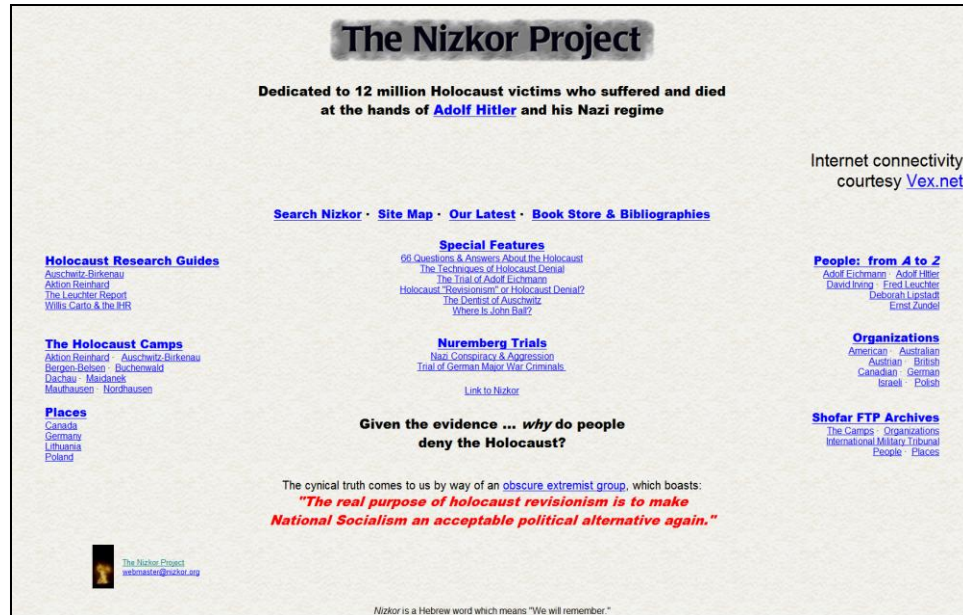 The Nizkor Project
Dedicated to 12 million Holocaust victims who suffered and died
at the hands of Adolf Hitler and his Nazi regime
Internet connectivity
courtesy Vex.net
Search Nizkor · Site Map · Our Latest · Book Store & Bibliographies
Holocaust Research Guides
Auschwitz-Birkenau
Aktion Reinhard
The Leuchter Report
Willis Carto & the IHR
The Holocaust Camps
Aktion Reinhard · Auschwitz-Birkenau
Bergen-Belsen · Buchenwald
Dachau · Maidanek
Mauthausen · Nordhausen
Places
Canada
Germany
Lithuania
Poland
Special Features
66 Questions & Answers About the Holocaust
The Techniques of Holocaust Denial
The Trial of Adolf Eichmann
Holocaust "Revisionism" or Holocaust Denial?
The Dentist of Auschwitz
Where Is John Ball?
Nuremberg Trials
Nazi Conspiracy & Aggression
Trial of German Major War Criminals
Link to Nizkor
Given the evidence ... why do people
deny the Holocaust?
The cynical truth comes to us by way of an obscure extremist group, which boasts:
"The real purpose of holocaust revisionism is to make
National Socialism an acceptable political alternative again."
People: from A to Z
Adolf Eichmann · Adolf Hitler
David Irving · Fred Leuchter
Deborah Lipstadt
Ernst Zundel
Organizations
American · Australian
Austrian · British
Canadian · German
Israeli · Polish
Shofar FTP Archives
The Camps · Organizations
International Military Tribunal
People · Places
The Nizkor Project
webmaster@nizkor.org
Nizkor is a Hebrew word which means "We will remember."